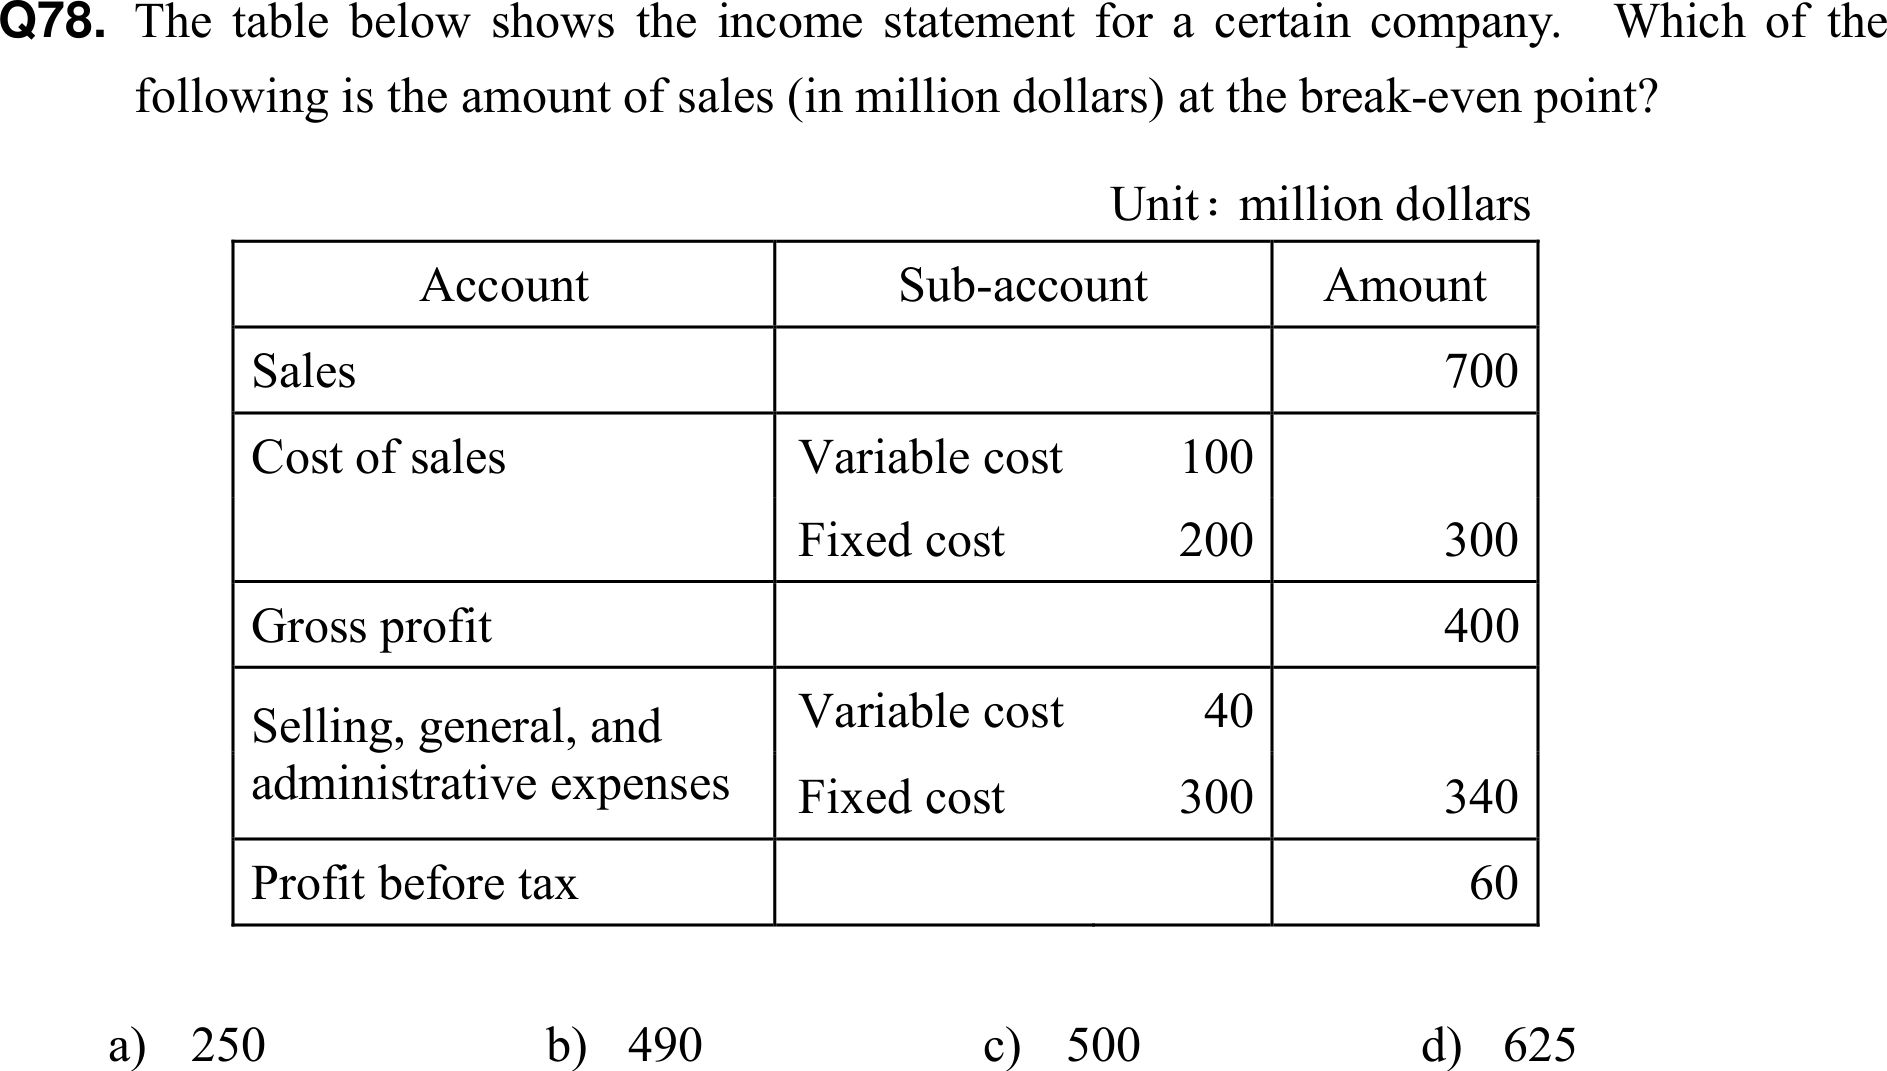 Q78. The table below shows the income statement for a certain company. Which of the
following is the amount of sales (in million dollars) at the break-even point?
Unit: million dollars
Account Sub-account Amount
Sales 700
Cost of sales Variable cost 100
Fixed cost 200 300
Gross profit 400
Selling, general, and
administrative expenses
Variable cost 40
Fixed cost 300 340
Profit before tax 60
a) 250 b) 490 c) 500 d) 625